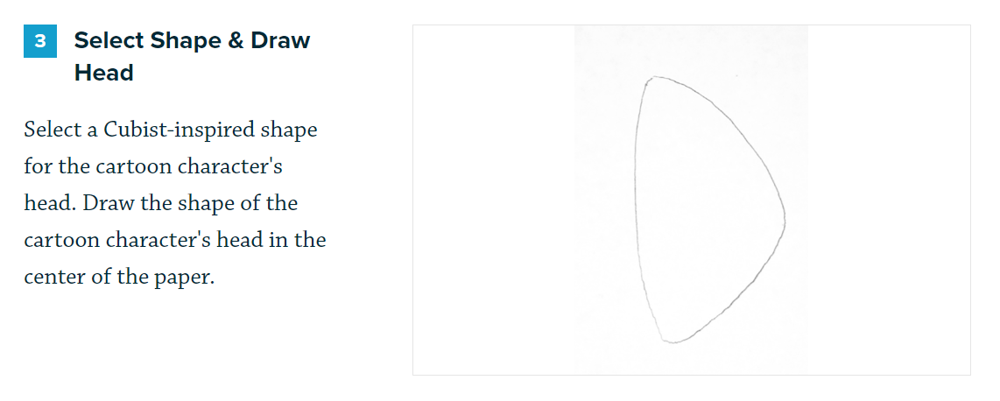 3
Select Shape & Draw
Head
Select a Cubist-inspired shape
for the cartoon character's
head. Draw the shape of the
cartoon character's head in the
center of the paper.